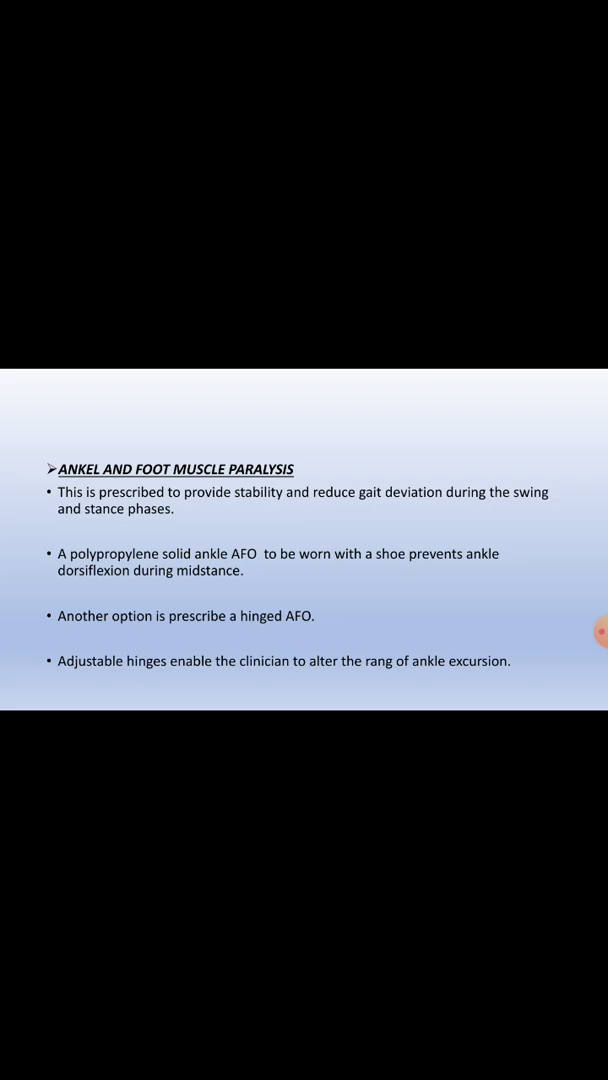 ➢ANKEL AND FOOT MUSCLE PARALYSIS
• This is prescribed to provide stability and reduce gait deviation during the swing
and stance phases.
• A polypropylene solid ankle AFO  to be worn with a shoe prevents ankle
dorsiflexion during midstance.
• Another option is prescribe a hinged AFO.
• Adjustable hinges enable the clinician to alter the rang of ankle excursion.